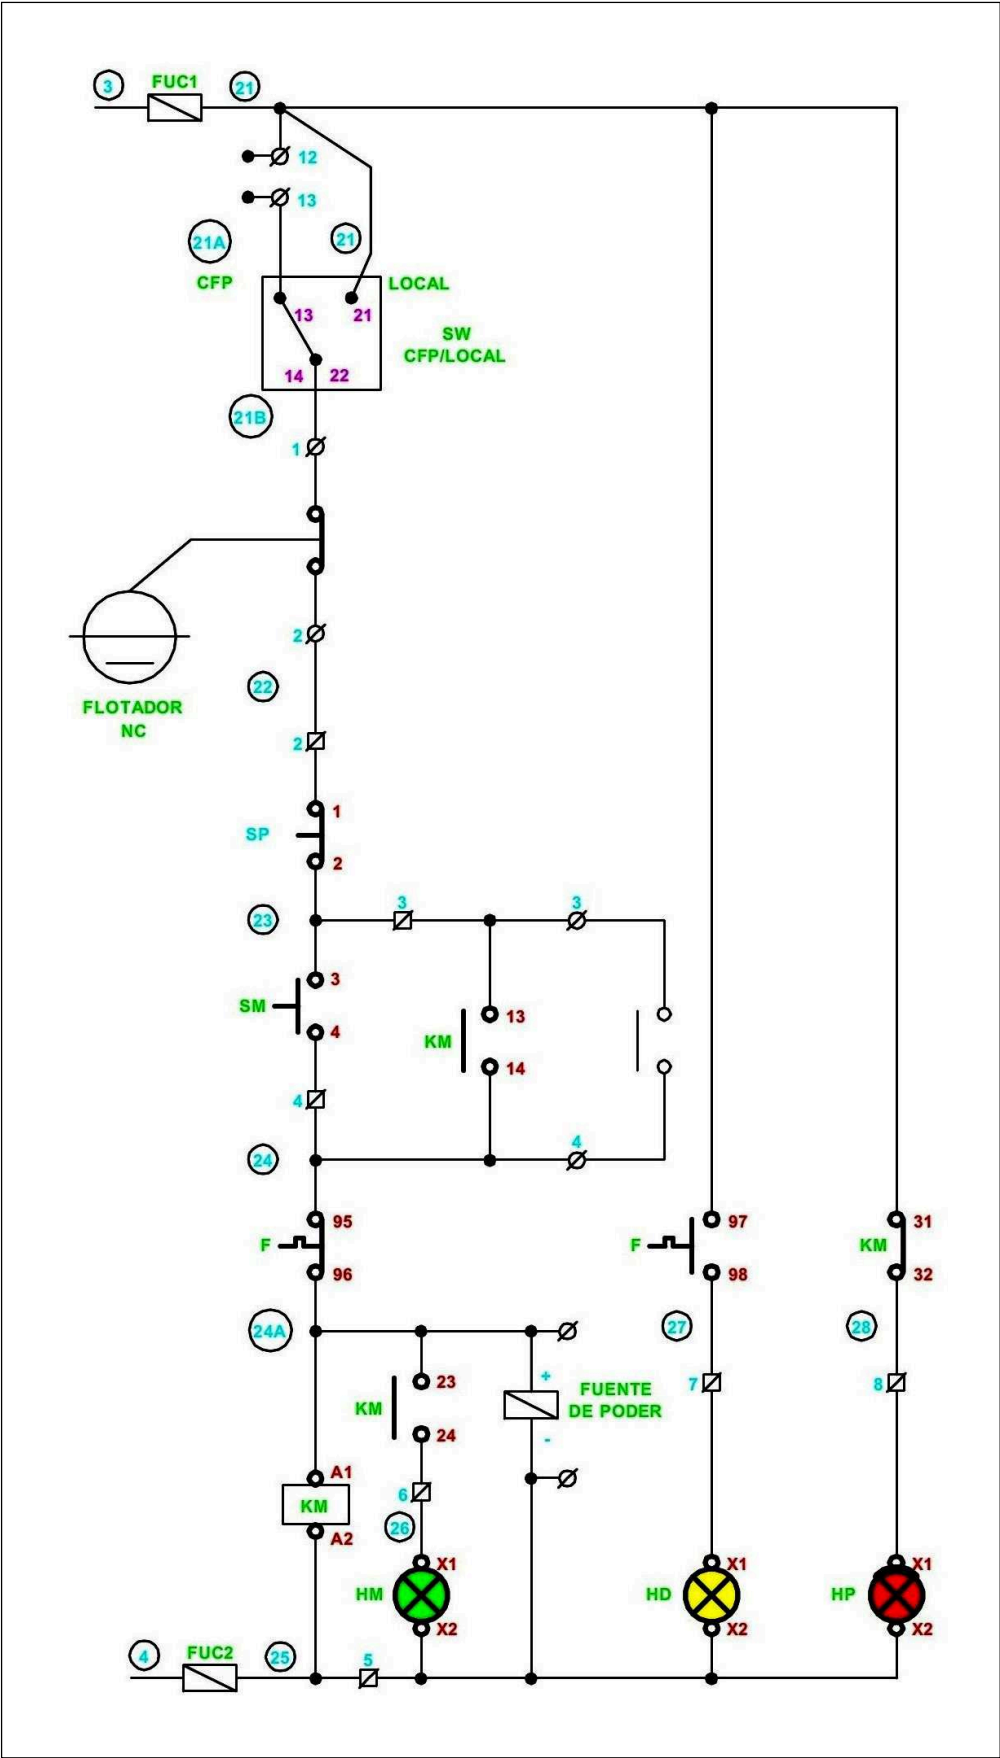 FUC1
3
21
12
13
21A
21
CFP
LOCAL
13
21
SW
CFP/LOCAL
14
22
21B
1
2
22
FLOTADOR
NC
2
1
SP
2
3
3
23
3
SM
4
13
KM
14
4
4
24
95
97
31
F
F
KM
96
98
32
24A
27
28
23
+
FUENTE
DE PODER
7
8
KM
24
-
A1
6
KM
26
A2
X1
X1
X1
HM
HD
HP
X2
X2
X2
4
FUC2
25
5